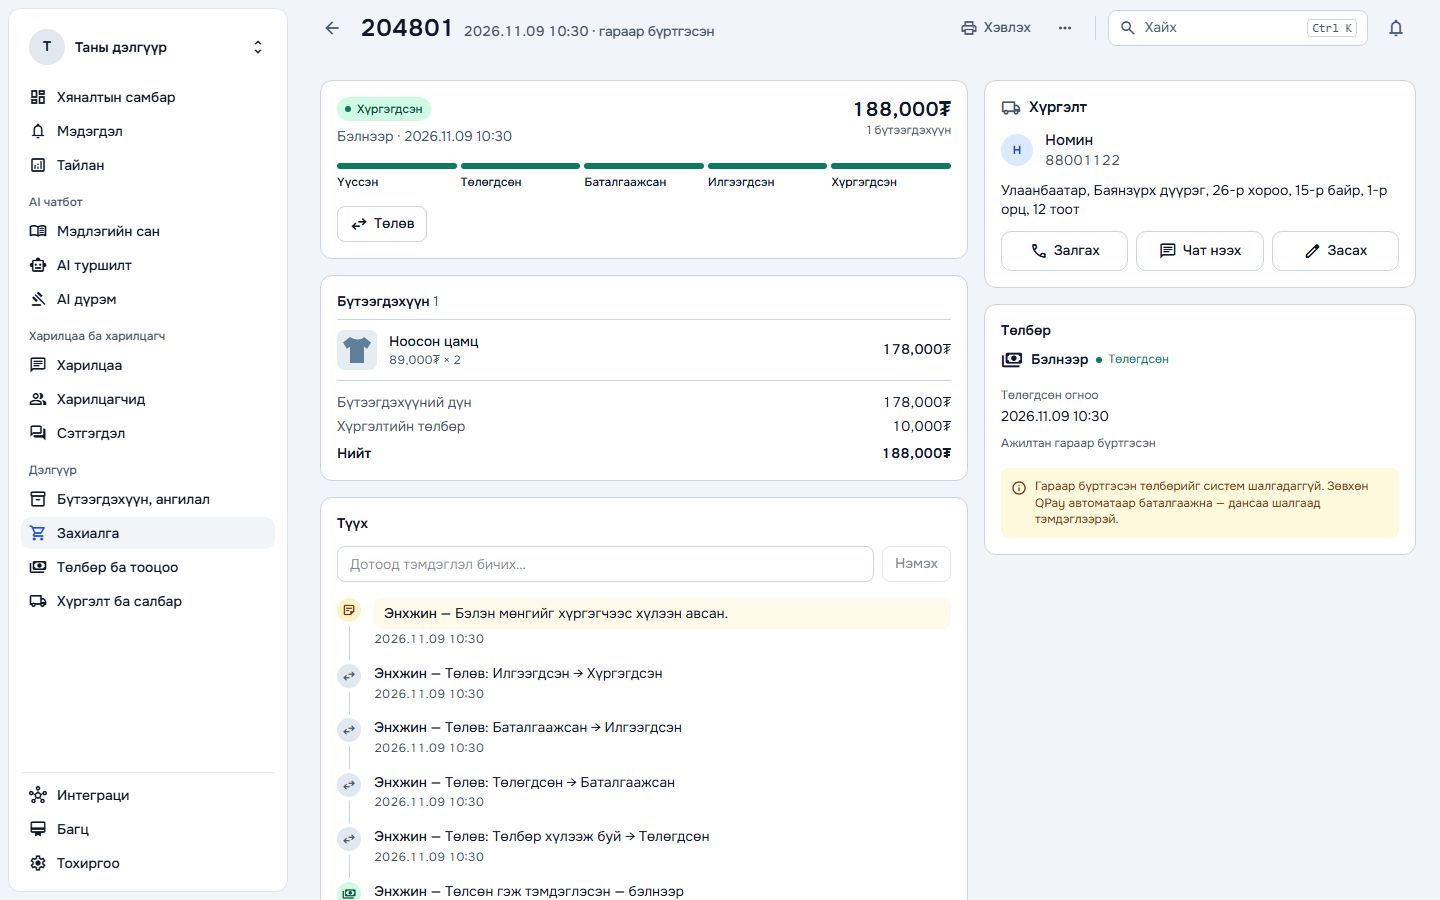 Т
Таны дэлгүүр
Хяналтын самбар
Мэдэгдэл
Тайлан
AI чатбот
Мэдлэгийн сан
AI туршилт
AI дүрэм
Харилцаа ба харилцагч
Харилцаа
Харилцагчид
Сэтгэгдэл
Дэлгүүр
Бүтээгдэхүүн, ангилал
Захиалга
Төлбөр ба тооцоо
Хүргэлт ба салбар
Интеграци
Багц
Тохиргоо
204801 2026.11.09 10:30 · гараар бүртгэсэн
Хэвлэх
Хайх
Ctrl K
Хүргэгдсэн
188,000₮
Бэлнээр · 2026.11.09 10:30
1 бүтээгдэхүүн
Үүссэн Төлөгдсөн Баталгаажсан Илгээгдсэн Хүргэгдсэн
Төлөв
Бүтээгдэхүүн 1
Ноосон цамц
89,000₮ × 2
178,000₮
Бүтээгдэхүүний дүн 178,000₮
Хүргэлтийн төлбөр 10,000₮
Нийт 188,000₮
Түүх
Дотоод тэмдэглэл бичих...
Нэмэх
Энхжин — Бэлэн мөнгийг хүргэгчээс хүлээн авсан.
2026.11.09 10:30
Энхжин — Төлөв: Илгээгдсэн → Хүргэгдсэн
2026.11.09 10:30
Энхжин — Төлөв: Баталгаажсан → Илгээгдсэн
2026.11.09 10:30
Энхжин — Төлөв: Төлөгдсөн → Баталгаажсан
2026.11.09 10:30
Энхжин — Төлөв: Төлбөр хүлээж буй → Төлөгдсөн
2026.11.09 10:30
Энхжин — Төлсөн гэж тэмдэглэсэн — бэлнээр
Хүргэлт
Н
Номин
88001122
Улаанбаатар, Баянзүрх дүүрэг, 26-р хороо, 15-р байр, 1-р
орц, 12 тоот
Залгах
Чат нээх
Засах
Төлбөр
Бэлнээр
Төлөгдсөн
Төлөгдсөн огноо
2026.11.09 10:30
Ажилтан гараар бүртгэсэн
Гараар бүртгэсэн төлбөрийг систем шалгадаггүй. Зөвхөн
QPay автоматаар баталгаажна — дансаа шалгаад
тэмдэглээрэй.